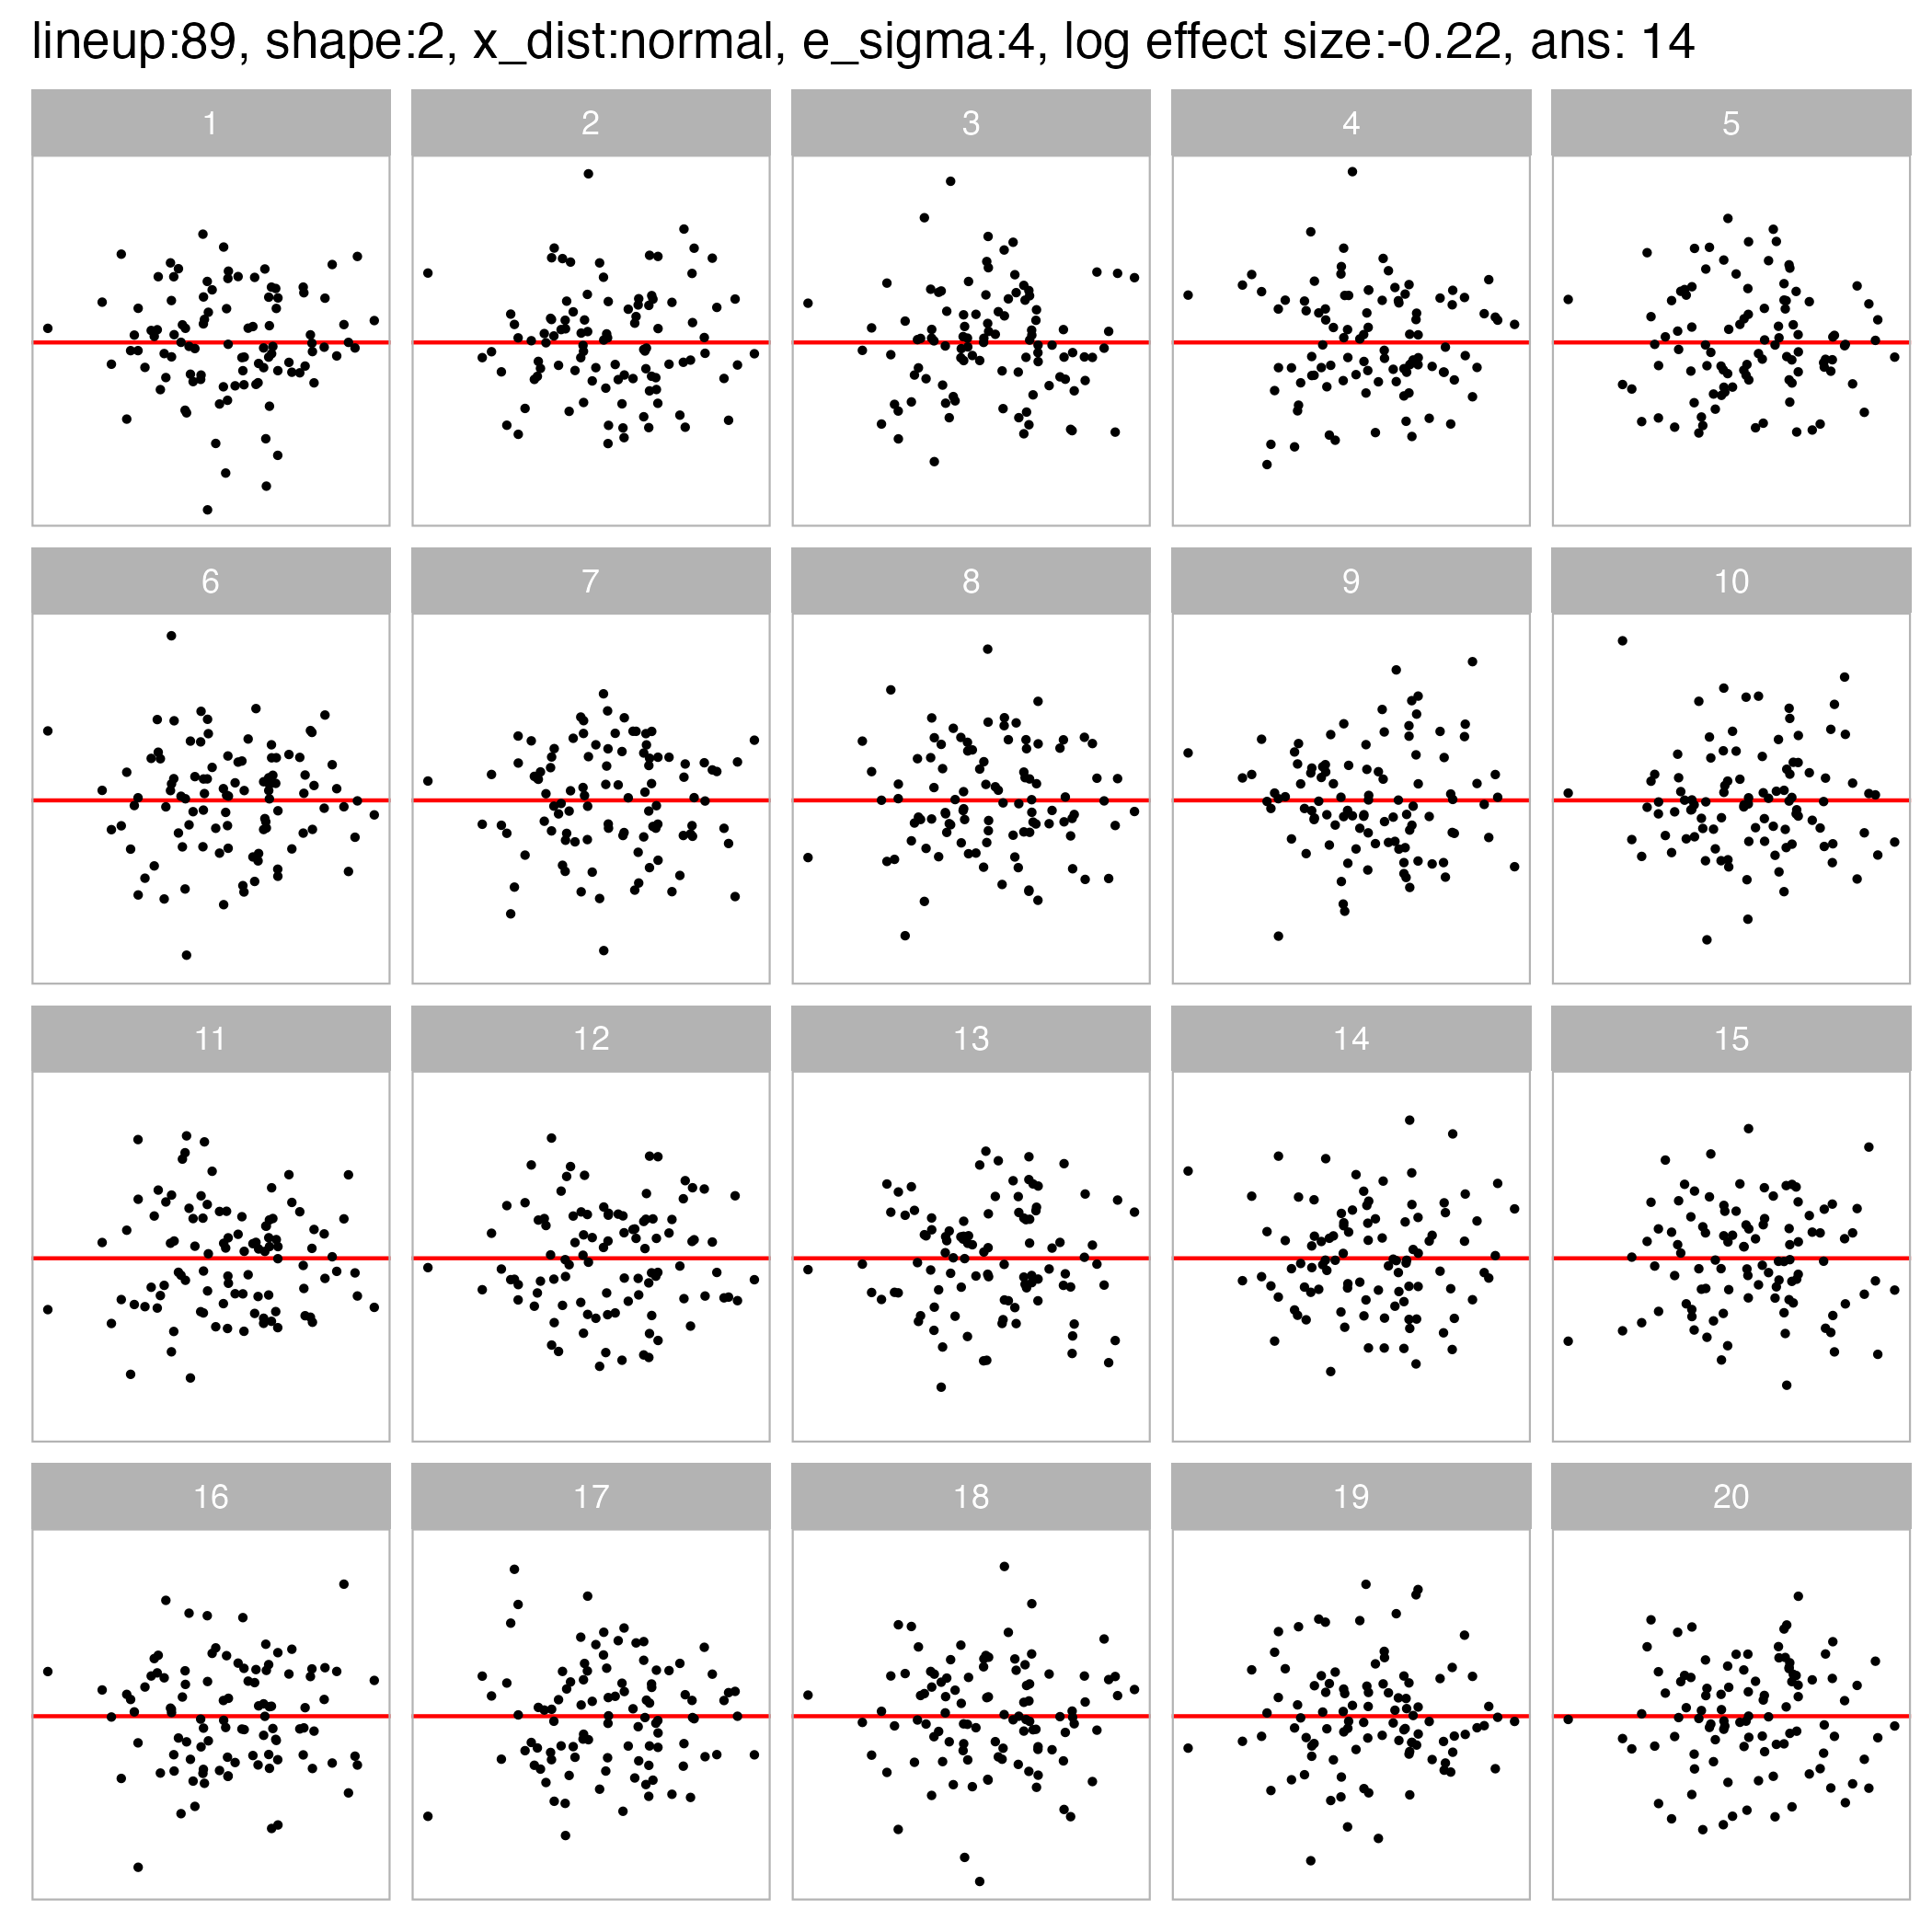 lineup:89, shape:2, x_dist:normal, e_sigma:4, log effect size:-0.22, ans: 14
1 2 3 4 5
6 7 8 9 10
11 12 13 14 15
16 17 18 19 20